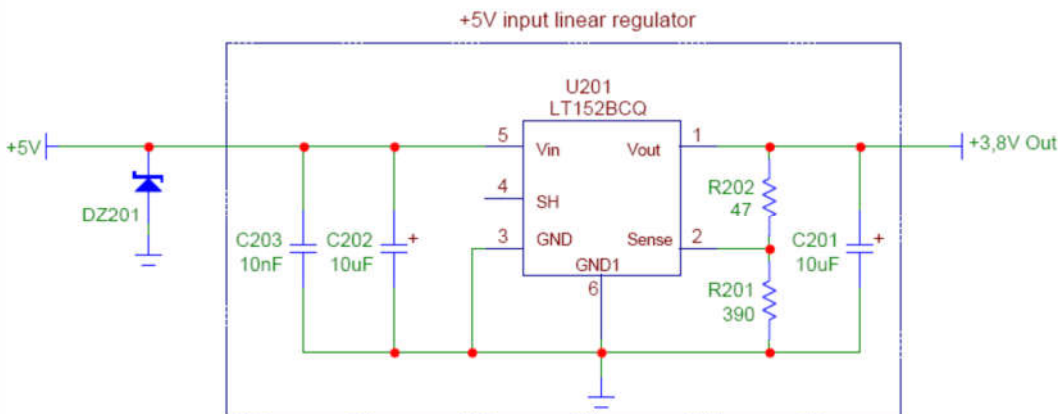 +5V input linear regulator
U201
LT152BCQ
+5V
5
Vin
Vout
1
+3,8V Out
4
SH
R202
47
DZ201
C203
10nF
C202
10uF
+
3
GND
Sense
2
C201
10uF
+
GND1
6
R201
390